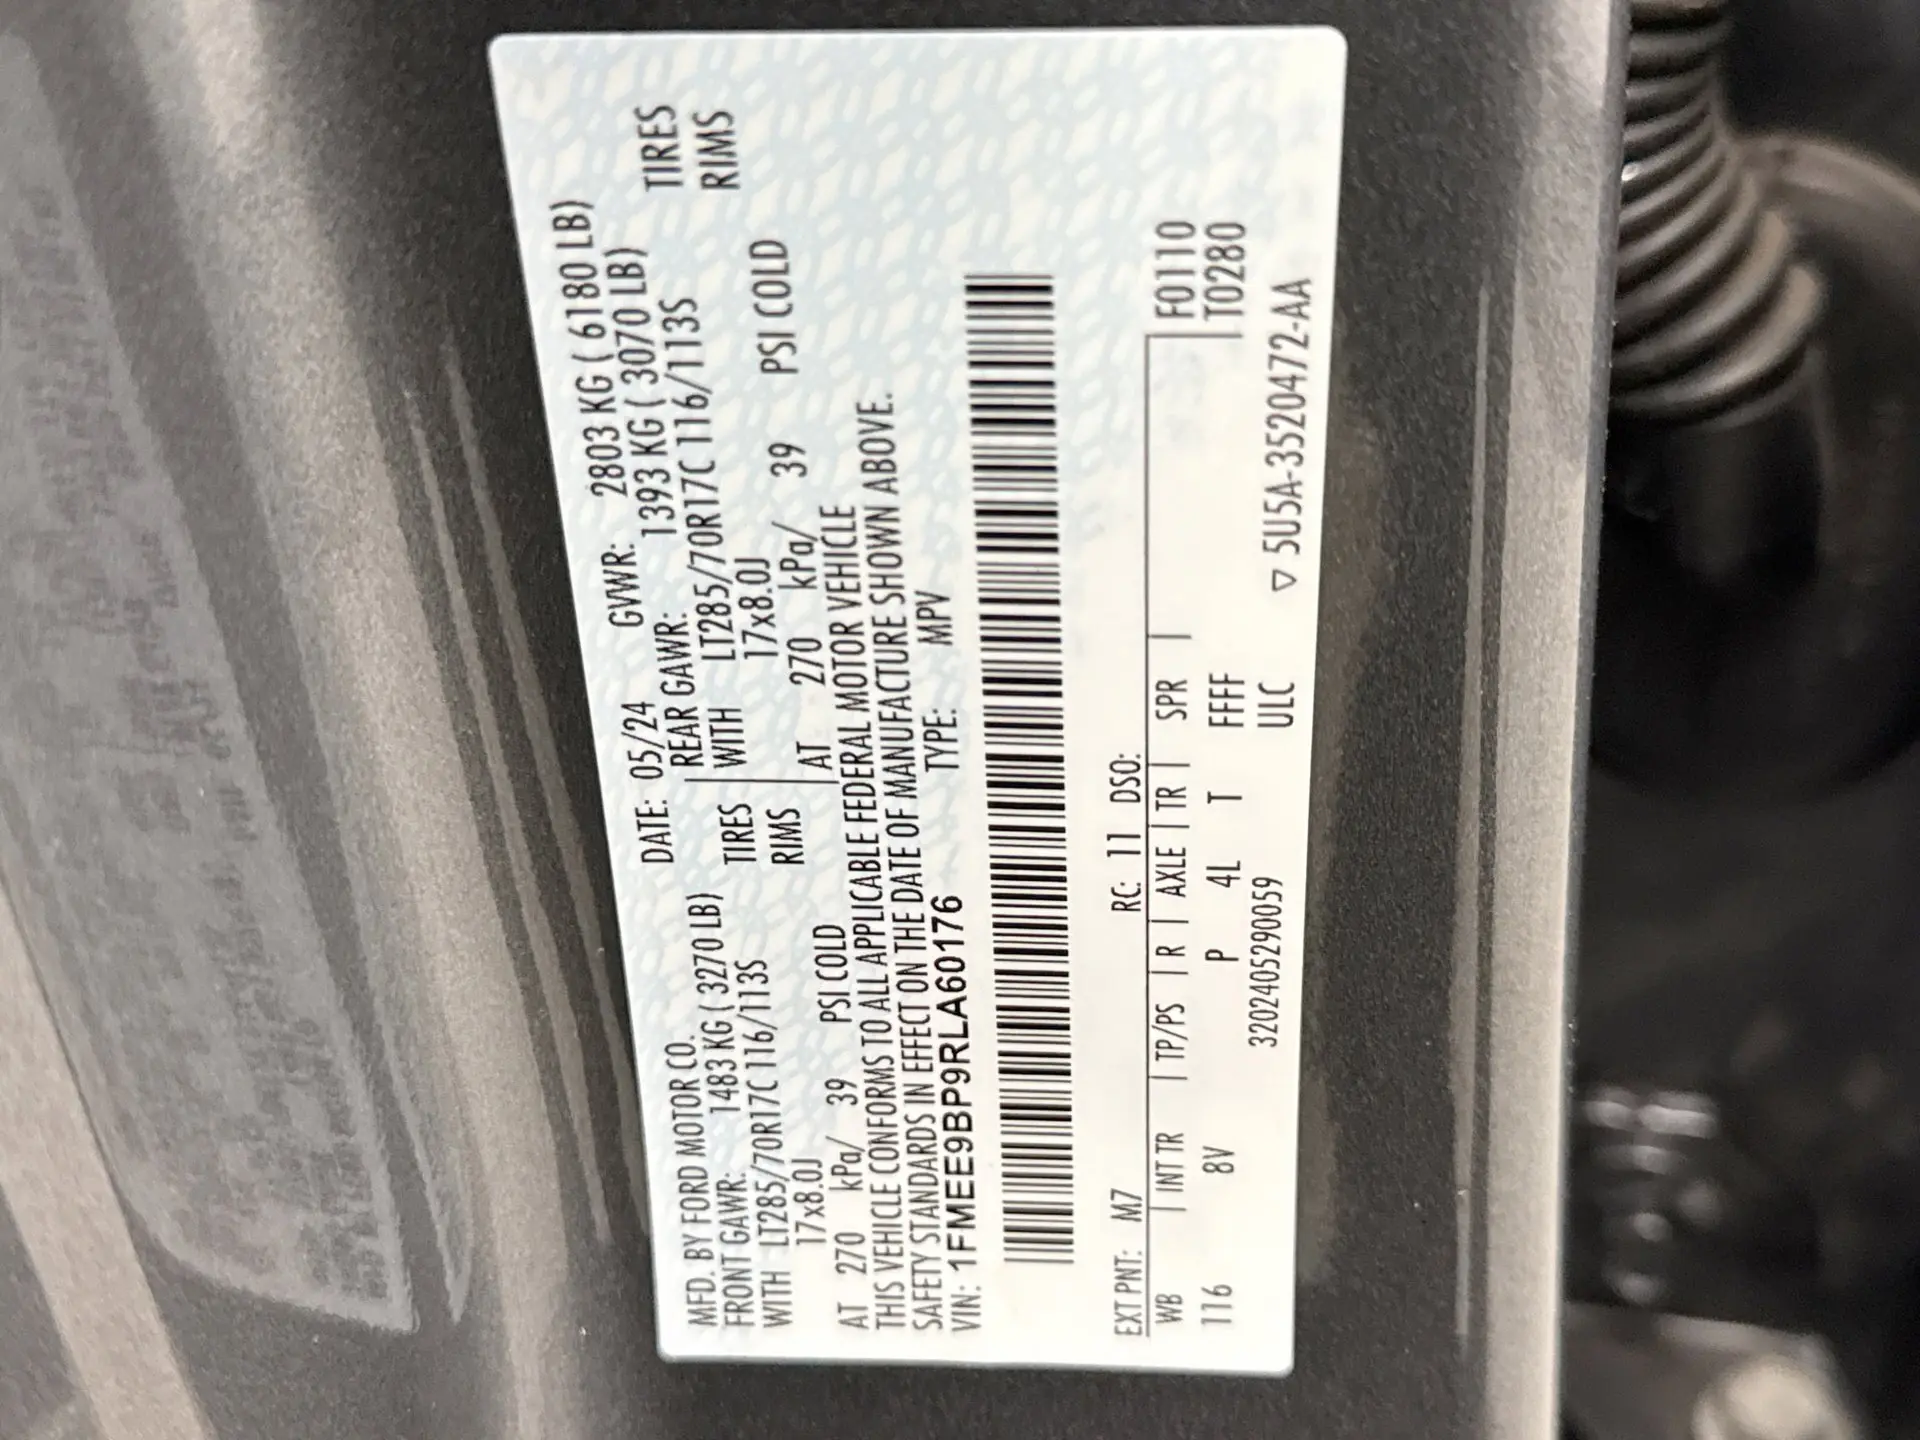 MFD. BY FORD MOTOR CO. DATE: 05/24 GVWR: 2803 KG ( 6180 LB)
FRONT GAWR: 1483 KG ( 3270 LB) REAR GAWR: 1393 KG ( 3070 LB)
WITH LT285/70R17C 116/113S TIRES WITH LT285/70R17C 116/113S TIRES
17x8.0J RIMS 17x8.0J RIMS
AT 270 kPa/ 39 PSI COLD AT 270 kPa/ 39 PSI COLD
THIS VEHICLE CONFORMS TO ALL APPLICABLE FEDERAL MOTOR VEHICLE
SAFETY STANDARDS IN EFFECT ON THE DATE OF MANUFACTURE SHOWN ABOVE.
VIN: 1FMEE9BP9RLA60176 TYPE: MPV
EXT PNT: M7 RC: 11 DSO:
WB | INT TR | TP/PS | R | AXLE | TR | SPR | F0110
116 8V P 4L T FFFF T0280
320240529059 ULC ▽ 5U5A-3520472-AA